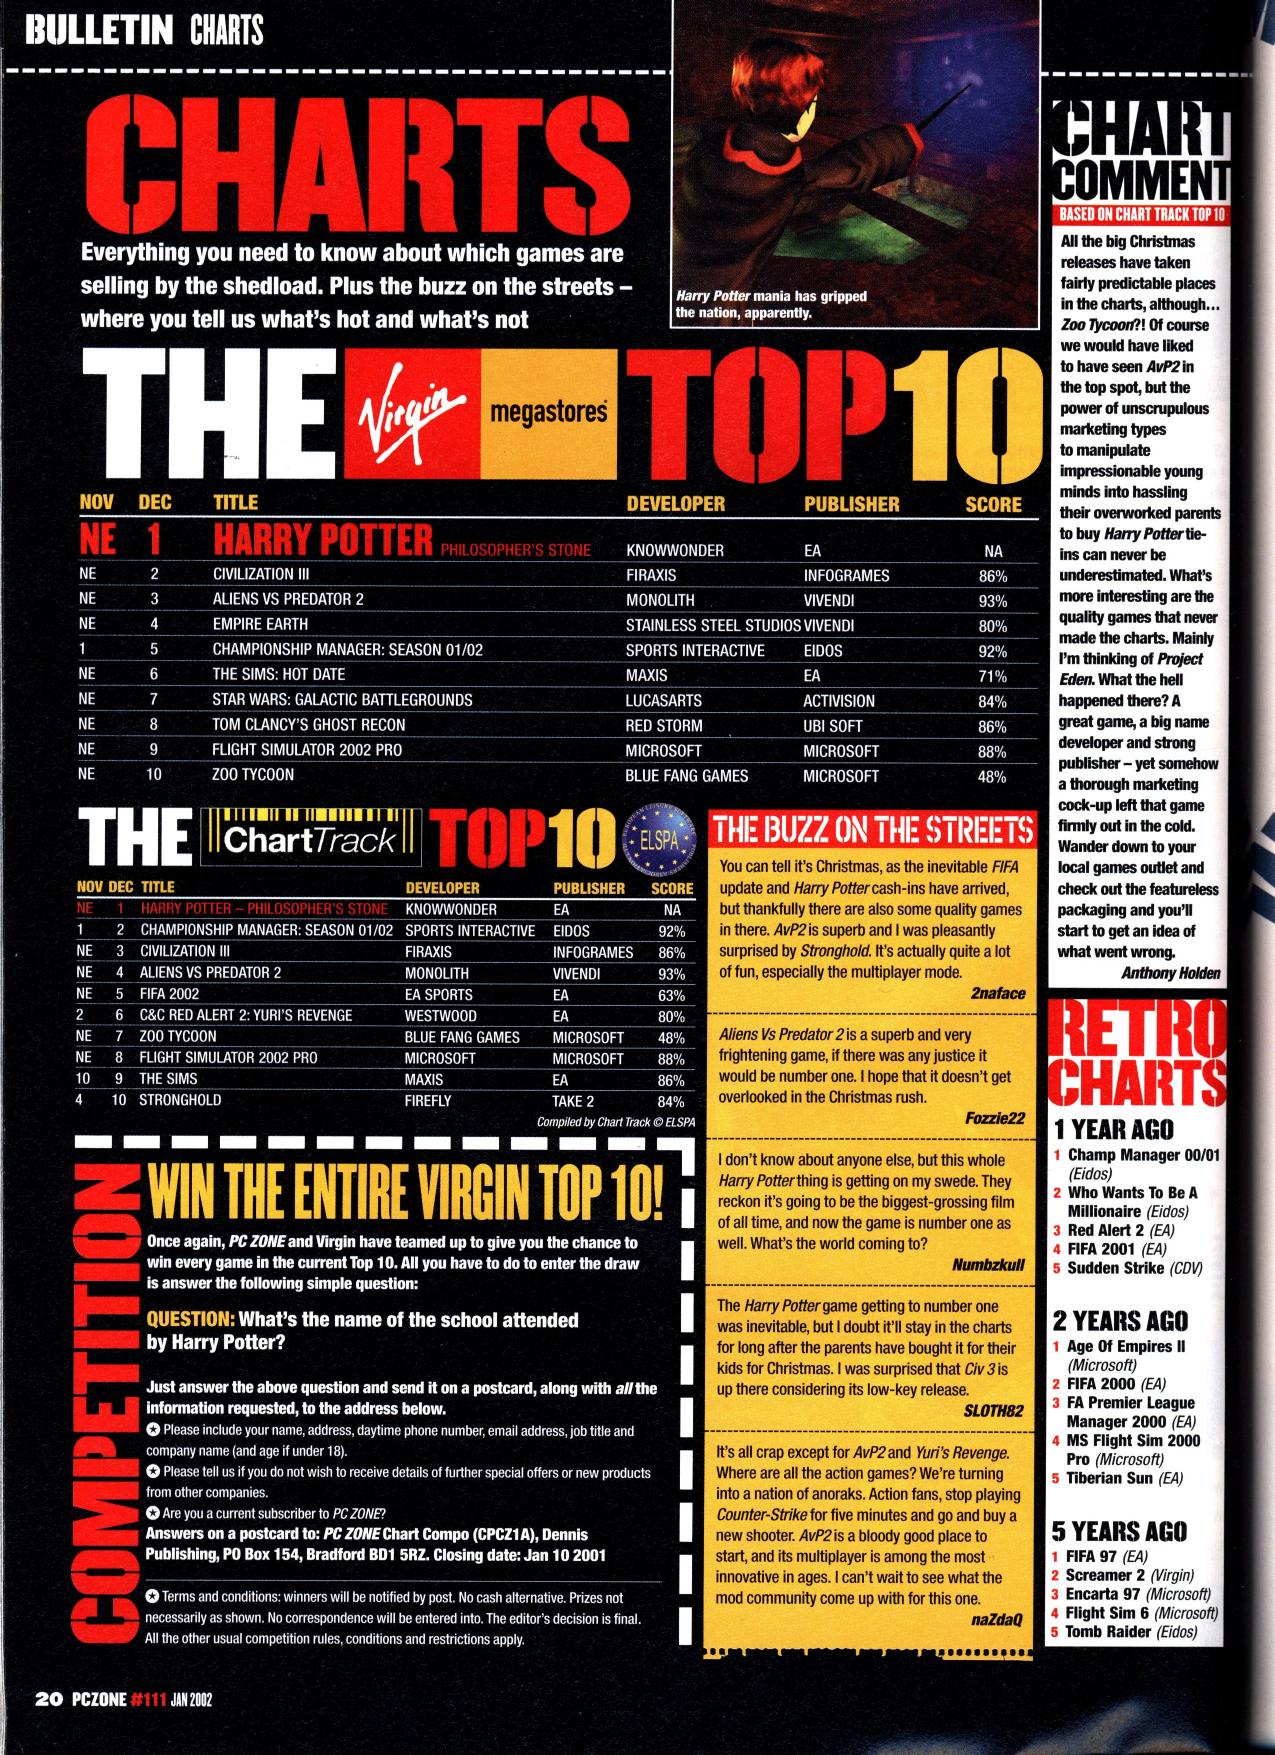 BULLETIN CHARTS
CHARTS
Everything you need to know about which games are
selling by the shedload. Plus the buzz on the streets –
where you tell us what's hot and what's not
Harry Potter mania has gripped
the nation, apparently.
THE Virgin megastores TOP10
NOV DEC TITLE DEVELOPER PUBLISHER SCORE
NE 1 HARRY POTTER PHILOSOPHER'S STONE KNOWWONDER EA NA
NE 2 CIVILIZATION III FIRAXIS INFOGRAMES 86%
NE 3 ALIENS VS PREDATOR 2 MONOLITH VIVENDI 93%
NE 4 EMPIRE EARTH STAINLESS STEEL STUDIOS VIVENDI 80%
1 5 CHAMPIONSHIP MANAGER: SEASON 01/02 SPORTS INTERACTIVE EIDOS 92%
NE 6 THE SIMS: HOT DATE MAXIS EA 71%
NE 7 STAR WARS: GALACTIC BATTLEGROUNDS LUCASARTS ACTIVISION 84%
NE 8 TOM CLANCY'S GHOST RECON RED STORM UBI SOFT 86%
NE 9 FLIGHT SIMULATOR 2002 PRO MICROSOFT MICROSOFT 88%
NE 10 ZOO TYCOON BLUE FANG GAMES MICROSOFT 48%
THE ChartTrack TOP10 ELSPA
NOV DEC TITLE DEVELOPER PUBLISHER SCORE
NE 1 HARRY POTTER – PHILOSOPHER'S STONE KNOWWONDER EA NA
1 2 CHAMPIONSHIP MANAGER: SEASON 01/02 SPORTS INTERACTIVE EIDOS 92%
NE 3 CIVILIZATION III FIRAXIS INFOGRAMES 86%
NE 4 ALIENS VS PREDATOR 2 MONOLITH VIVENDI 93%
NE 5 FIFA 2002 EA SPORTS EA 63%
2 6 C&C RED ALERT 2: YURI'S REVENGE WESTWOOD EA 80%
NE 7 ZOO TYCOON BLUE FANG GAMES MICROSOFT 48%
NE 8 FLIGHT SIMULATOR 2002 PRO MICROSOFT MICROSOFT 88%
10 9 THE SIMS MAXIS EA 86%
4 10 STRONGHOLD FIREFLY TAKE 2 84%
Compiled by Chart Track © ELSPA
COMPETITION
WIN THE ENTIRE VIRGIN TOP 10!
Once again, PC ZONE and Virgin have teamed up to give you the chance to
win every game in the current Top 10. All you have to do to enter the draw
is answer the following simple question:
QUESTION: What's the name of the school attended
by Harry Potter?
Just answer the above question and send it on a postcard, along with all the
information requested, to the address below.
✪ Please include your name, address, daytime phone number, email address, job title and
company name (and age if under 18).
✪ Please tell us if you do not wish to receive details of further special offers or new products
from other companies.
✪ Are you a current subscriber to PC ZONE?
Answers on a postcard to: PC ZONE Chart Compo (CPCZ1A), Dennis
Publishing, PO Box 154, Bradford BD1 5RZ. Closing date: Jan 10 2001
✪ Terms and conditions: winners will be notified by post. No cash alternative. Prizes not
necessarily as shown. No correspondence will be entered into. The editor's decision is final.
All the other usual competition rules, conditions and restrictions apply.
THE BUZZ ON THE STREETS
You can tell it's Christmas, as the inevitable FIFA
update and Harry Potter cash-ins have arrived,
but thankfully there are also some quality games
in there. AvP2 is superb and I was pleasantly
surprised by Stronghold. It's actually quite a lot
of fun, especially the multiplayer mode.
2naface
Aliens Vs Predator 2 is a superb and very
frightening game, if there was any justice it
would be number one. I hope that it doesn't get
overlooked in the Christmas rush.
Fozzie22
I don't know about anyone else, but this whole
Harry Potter thing is getting on my swede. They
reckon it's going to be the biggest-grossing film
of all time, and now the game is number one as
well. What's the world coming to?
Numbzkull
The Harry Potter game getting to number one
was inevitable, but I doubt it'll stay in the charts
for long after the parents have bought it for their
kids for Christmas. I was surprised that Civ 3 is
up there considering its low-key release.
SLOTH82
It's all crap except for AvP2 and Yuri's Revenge.
Where are all the action games? We're turning
into a nation of anoraks. Action fans, stop playing
Counter-Strike for five minutes and go and buy a
new shooter. AvP2 is a bloody good place to
start, and its multiplayer is among the most
innovative in ages. I can't wait to see what the
mod community come up with for this one.
naZdaQ
CHART
COMMENT
BASED ON CHART TRACK TOP 10
All the big Christmas
releases have taken
fairly predictable places
in the charts, although...
Zoo Tycoon?! Of course
we would have liked
to have seen AvP2 in
the top spot, but the
power of unscrupulous
marketing types
to manipulate
impressionable young
minds into hassling
their overworked parents
to buy Harry Potter tie-
ins can never be
underestimated. What's
more interesting are the
quality games that never
made the charts. Mainly
I'm thinking of Project
Eden. What the hell
happened there? A
great game, a big name
developer and strong
publisher – yet somehow
a thorough marketing
cock-up left that game
firmly out in the cold.
Wander down to your
local games outlet and
check out the featureless
packaging and you'll
start to get an idea of
what went wrong.
Anthony Holden
RETRO
CHARTS
1 YEAR AGO
1 Champ Manager 00/01
(Eidos)
2 Who Wants To Be A
Millionaire (Eidos)
3 Red Alert 2 (EA)
4 FIFA 2001 (EA)
5 Sudden Strike (CDV)
2 YEARS AGO
1 Age Of Empires II
(Microsoft)
2 FIFA 2000 (EA)
3 FA Premier League
Manager 2000 (EA)
4 MS Flight Sim 2000
Pro (Microsoft)
5 Tiberian Sun (EA)
5 YEARS AGO
1 FIFA 97 (EA)
2 Screamer 2 (Virgin)
3 Encarta 97 (Microsoft)
4 Flight Sim 6 (Microsoft)
5 Tomb Raider (Eidos)
20 PCZONE #111 JAN 2002